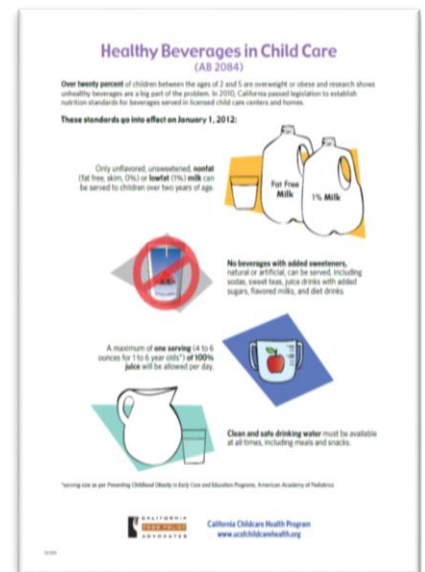 Healthy Beverages in Child Care
(AB 2084)
Over twenty percent of children between the ages of 2 and 5 are overweight or obese and research shows
unhealthy beverages are a big part of the problem. In 2010, California passed legislation to establish
nutrition standards for beverages served in licensed child care centers and homes.
These standards go into effect on January 1, 2012:
Only unflavored, unsweetened, nonfat
(fat free, skim, 0%) or lowfat (1%) milk can
be served to children over two years of age.
Fat Free
Milk
1% Milk
No beverages with added sweeteners,
natural or artificial, can be served, including
sodas, sweet teas, juice drinks with added
sugars, flavored milks, and diet drinks.
A maximum of one serving (4 to 6
ounces for 1 to 6 year olds*) of 100%
juice will be allowed per day.
Clean and safe drinking water must be available
at all times, including meals and snacks.
*serving size as per Preventing Childhood Obesity in Early Care and Education Programs, American Academy of Pediatrics
CALIFORNIA
FOOD POLICY
ADVOCATES
California Childcare Health Program
www.ucsfchildcarehealth.org